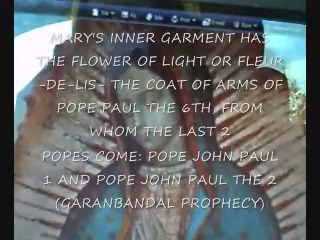 MARY'S INNER GARMENT HAS
THE FLOWER OF LIGHT OR FLEUR
-DE-LIS- THE COAT OF ARMS OF
POPE PAUL THE 6TH, FROM
WHOM THE LAST 2
POPES COME: POPE JOHN PAUL
1 AND POPE JOHN PAUL THE 2
(GARANBANDAL PROPHECY)